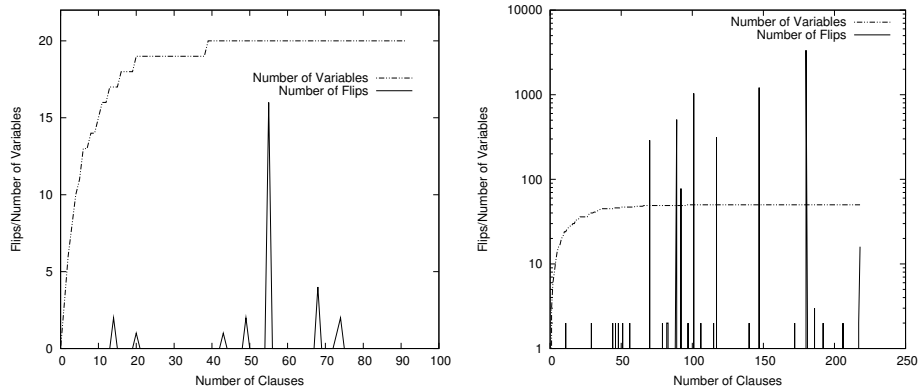 20
15
10
5
0
Flips/Number of Variables
Number of Variables
Number of Flips
0 10 20 30 40 50 60 70 80 90 100
Number of Clauses
10000
1000
100
10
1
Flips/Number of Variables
Number of Variables
Number of Flips
0 50 100 150 200 250
Number of Clauses